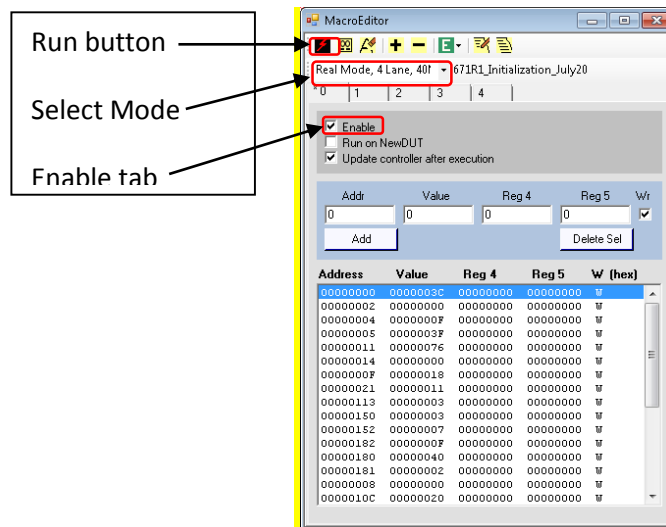 Run button
Select Mode
Enable tab
MacroEditor
Real Mode, 4 Lane, 40M 671R1_Initialization_July20
*0 1 2 3 4
Enable
Run on NewDUT
Update controller after execution
Addr Value Reg 4 Reg 5 Wr
0 0 0 0
Add Delete Sel
Address Value Reg 4 Reg 5 W (hex)
00000000 0000003C 00000000 00000000 W
00000002 00000000 00000000 00000000 W
00000004 0000000F 00000000 00000000 W
00000005 0000003F 00000000 00000000 W
00000011 00000076 00000000 00000000 W
00000014 00000000 00000000 00000000 W
0000000F 00000018 00000000 00000000 W
00000021 00000011 00000000 00000000 W
00000113 00000003 00000000 00000000 W
00000150 00000003 00000000 00000000 W
00000152 00000007 00000000 00000000 W
00000182 0000000F 00000000 00000000 W
00000180 00000040 00000000 00000000 W
00000181 00000002 00000000 00000000 W
00000008 00000000 00000000 00000000 W
0000010C 00000020 00000000 00000000 W